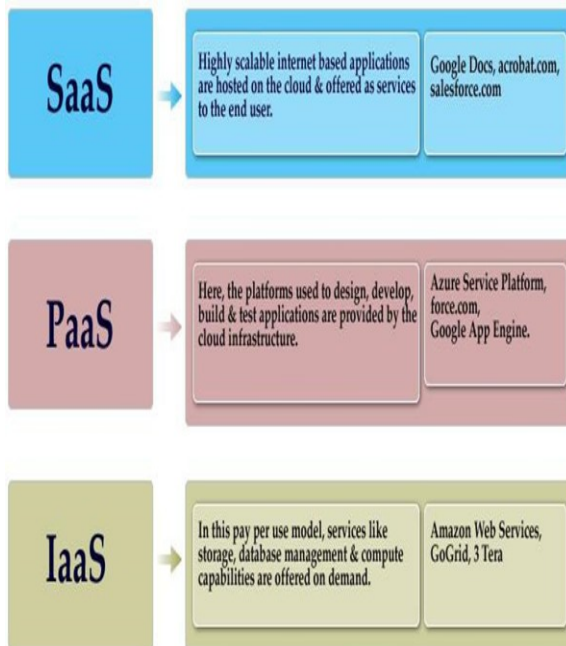 SaaS
Highly scalable internet based applications
are hosted on the cloud & offered as services
to the end user.
Google Docs, acrobat.com,
salesforce.com
PaaS
Here, the platforms used to design, develop,
build & test applications are provided by the
cloud infrastructure.
Azure Service Platform,
force.com,
Google App Engine.
IaaS
In this pay per use model, services like
storage, database management & compute
capabilities are offered on demand.
Amazon Web Services,
GoGrid, 3 Tera